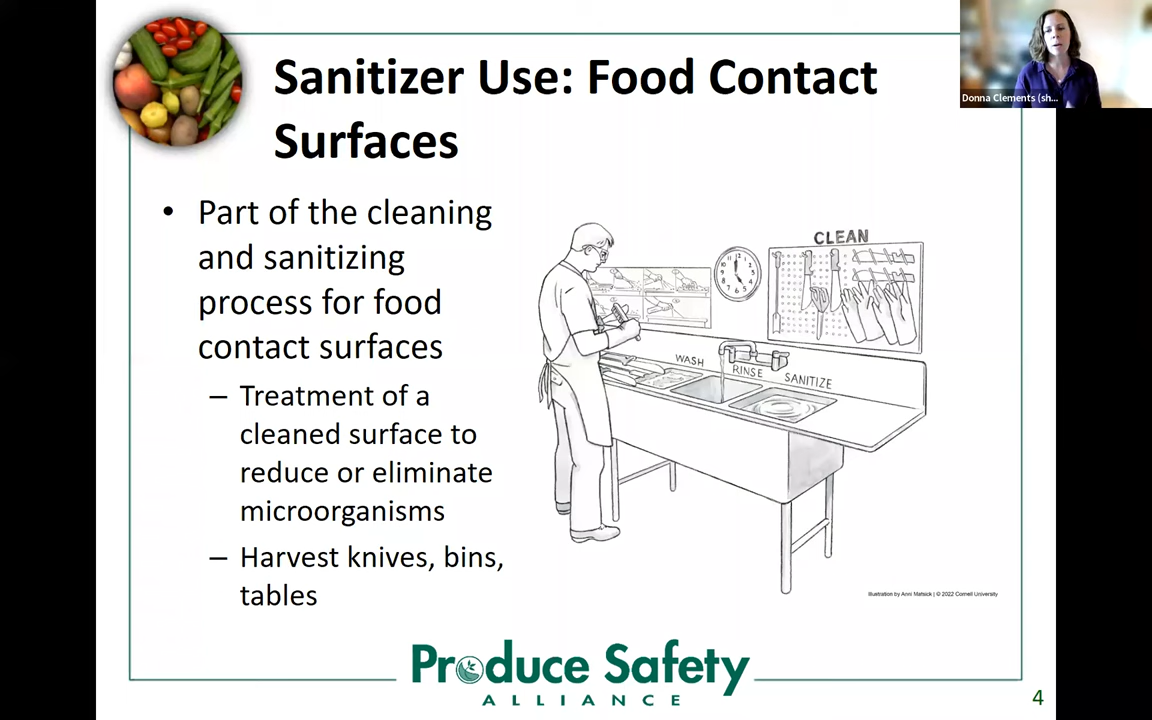 Sanitizer Use: Food Contact
Surfaces
Donna Clements (sh...
• Part of the cleaning
and sanitizing
process for food
contact surfaces
– Treatment of a
cleaned surface to
reduce or eliminate
microorganisms
– Harvest knives, bins,
tables
CLEAN
WASH
RINSE
SANITIZE
Illustration by Anni Matsick | © 2022 Cornell University
Produce Safety
ALLIANCE
4